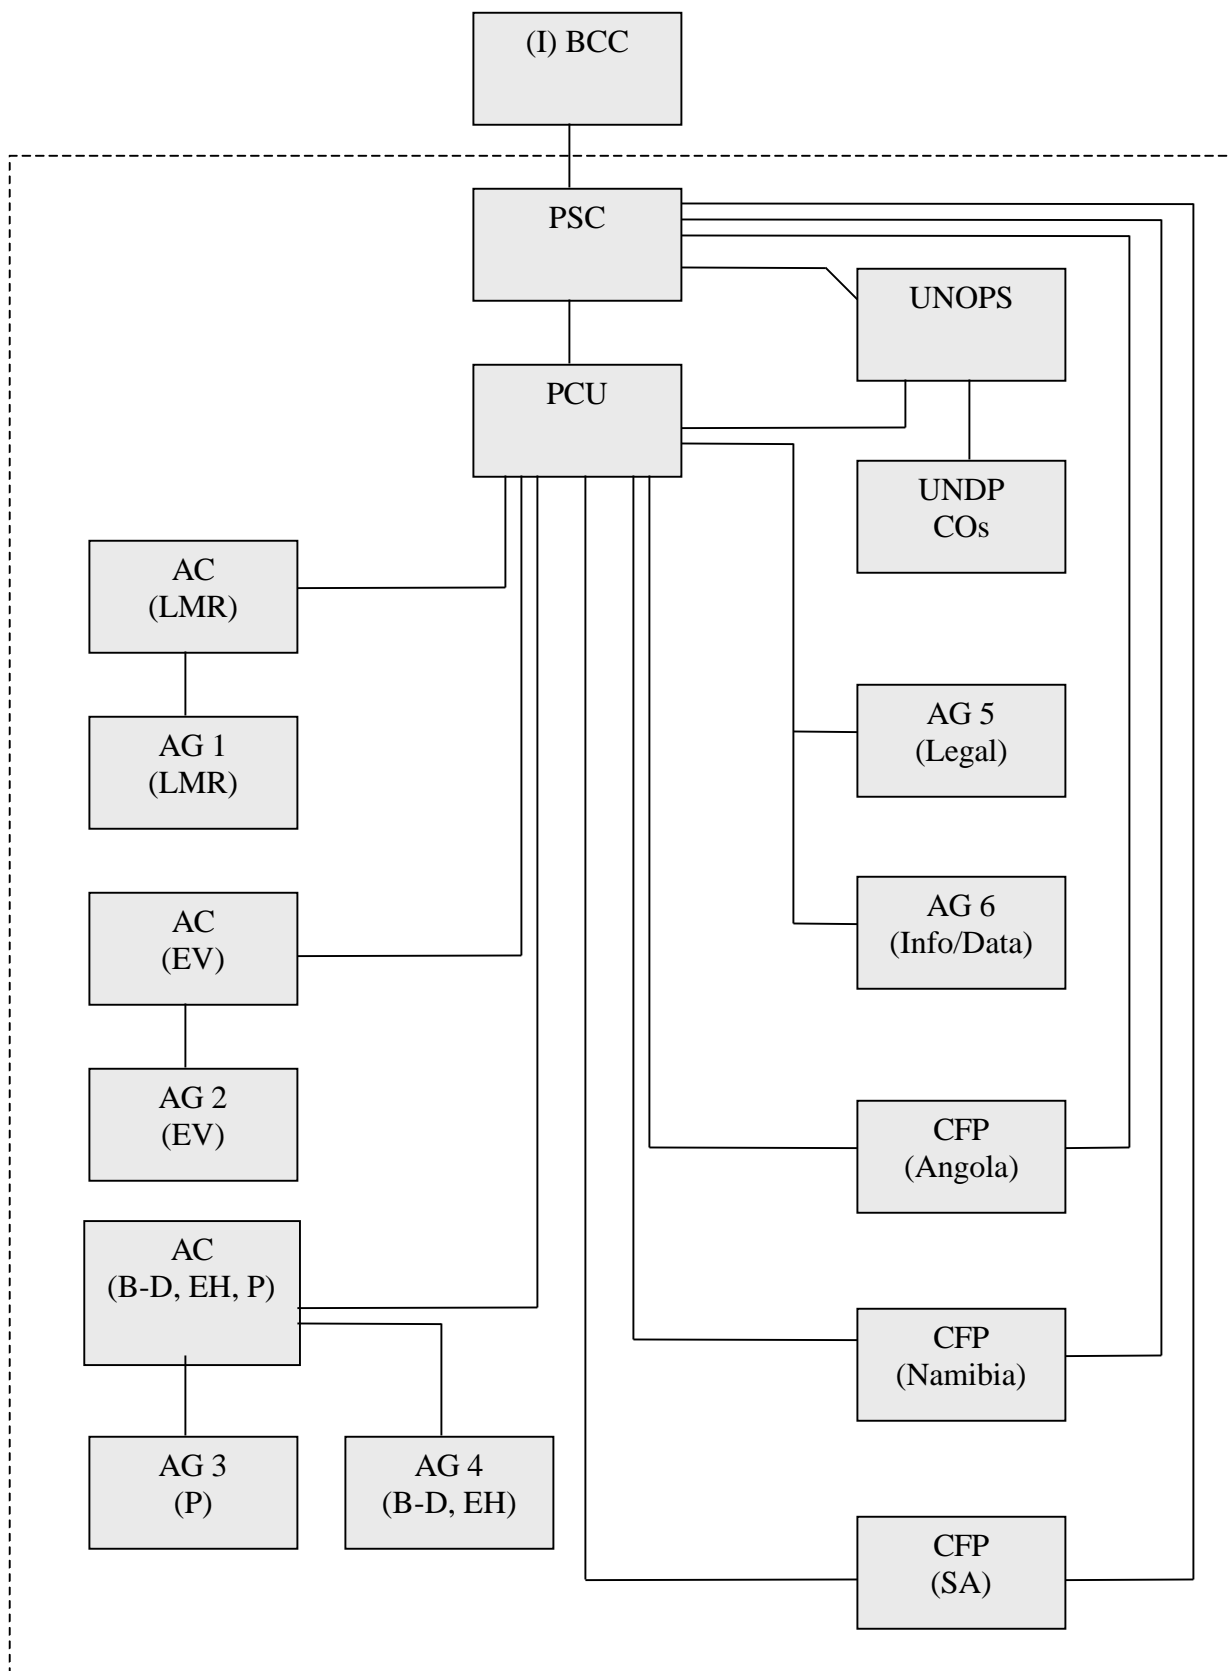 (I) BCC
PSC
UNOPS
PCU
UNDP
COs
AC
(LMR)
AG 1
(LMR)
AG 5
(Legal)
AC
(EV)
AG 6
(Info/Data)
AG 2
(EV)
CFP
(Angola)
AC
(B-D, EH, P)
CFP
(Namibia)
AG 3
(P)
AG 4
(B-D, EH)
CFP
(SA)